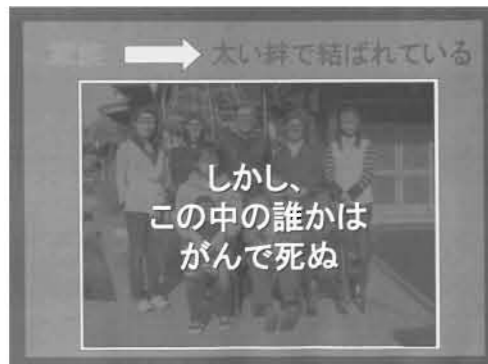 太い絆で結ばれている
しかし、
この中の誰かは
がんで死ぬ